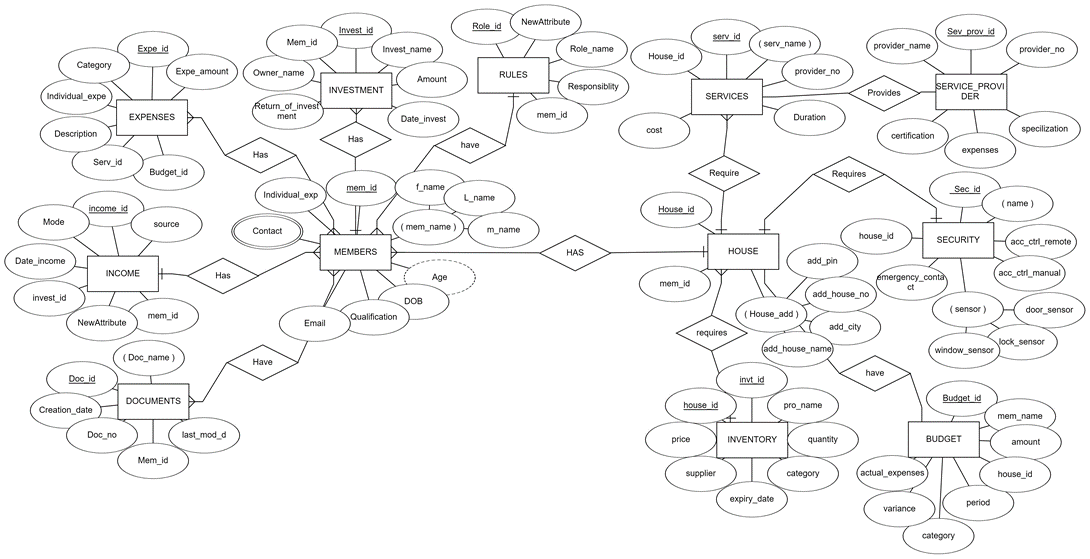 Expe_id
Category
Expe_amount
Individual_expe
EXPENSES
Description
Serv_id
Budget_id
Has
Invest_id
Mem_id
Invest_name
Owner_name
Amount
INVESTMENT
Return_of_invest
ment
Date_invest
Has
Role_id
NewAttribute
Role_name
RULES
Responsiblity
mem_id
have
serv_id
( serv_name )
House_id
provider_no
SERVICES
Duration
cost
Provides
Sev_prov_id
provider_name
provider_no
SERVICE_PROVI
DER
certification
specilization
expenses
Require
Requires
income_id
Mode
source
Date_income
INCOME
invest_id
NewAttribute
mem_id
Has
Individual_exp
mem_id
f_name
L_name
( mem_name )
m_name
Contact
MEMBERS
Age
DOB
Qualification
Email
HAS
House_id
HOUSE
mem_id
add_pin
add_house_no
( House_add )
add_city
add_house_name
Sec_id
( name )
house_id
SECURITY
acc_ctrl_remote
emergency_conta
ct
acc_ctrl_manual
( sensor )
door_sensor
lock_sensor
window_sensor
requires
have
Have
( Doc_name )
Doc_id
Creation_date
DOCUMENTS
Doc_no
last_mod_d
Mem_id
invt_id
house_id
pro_name
price
INVENTORY
quantity
supplier
category
expiry_date
Budget_id
mem_name
BUDGET
amount
actual_expenses
house_id
variance
period
category